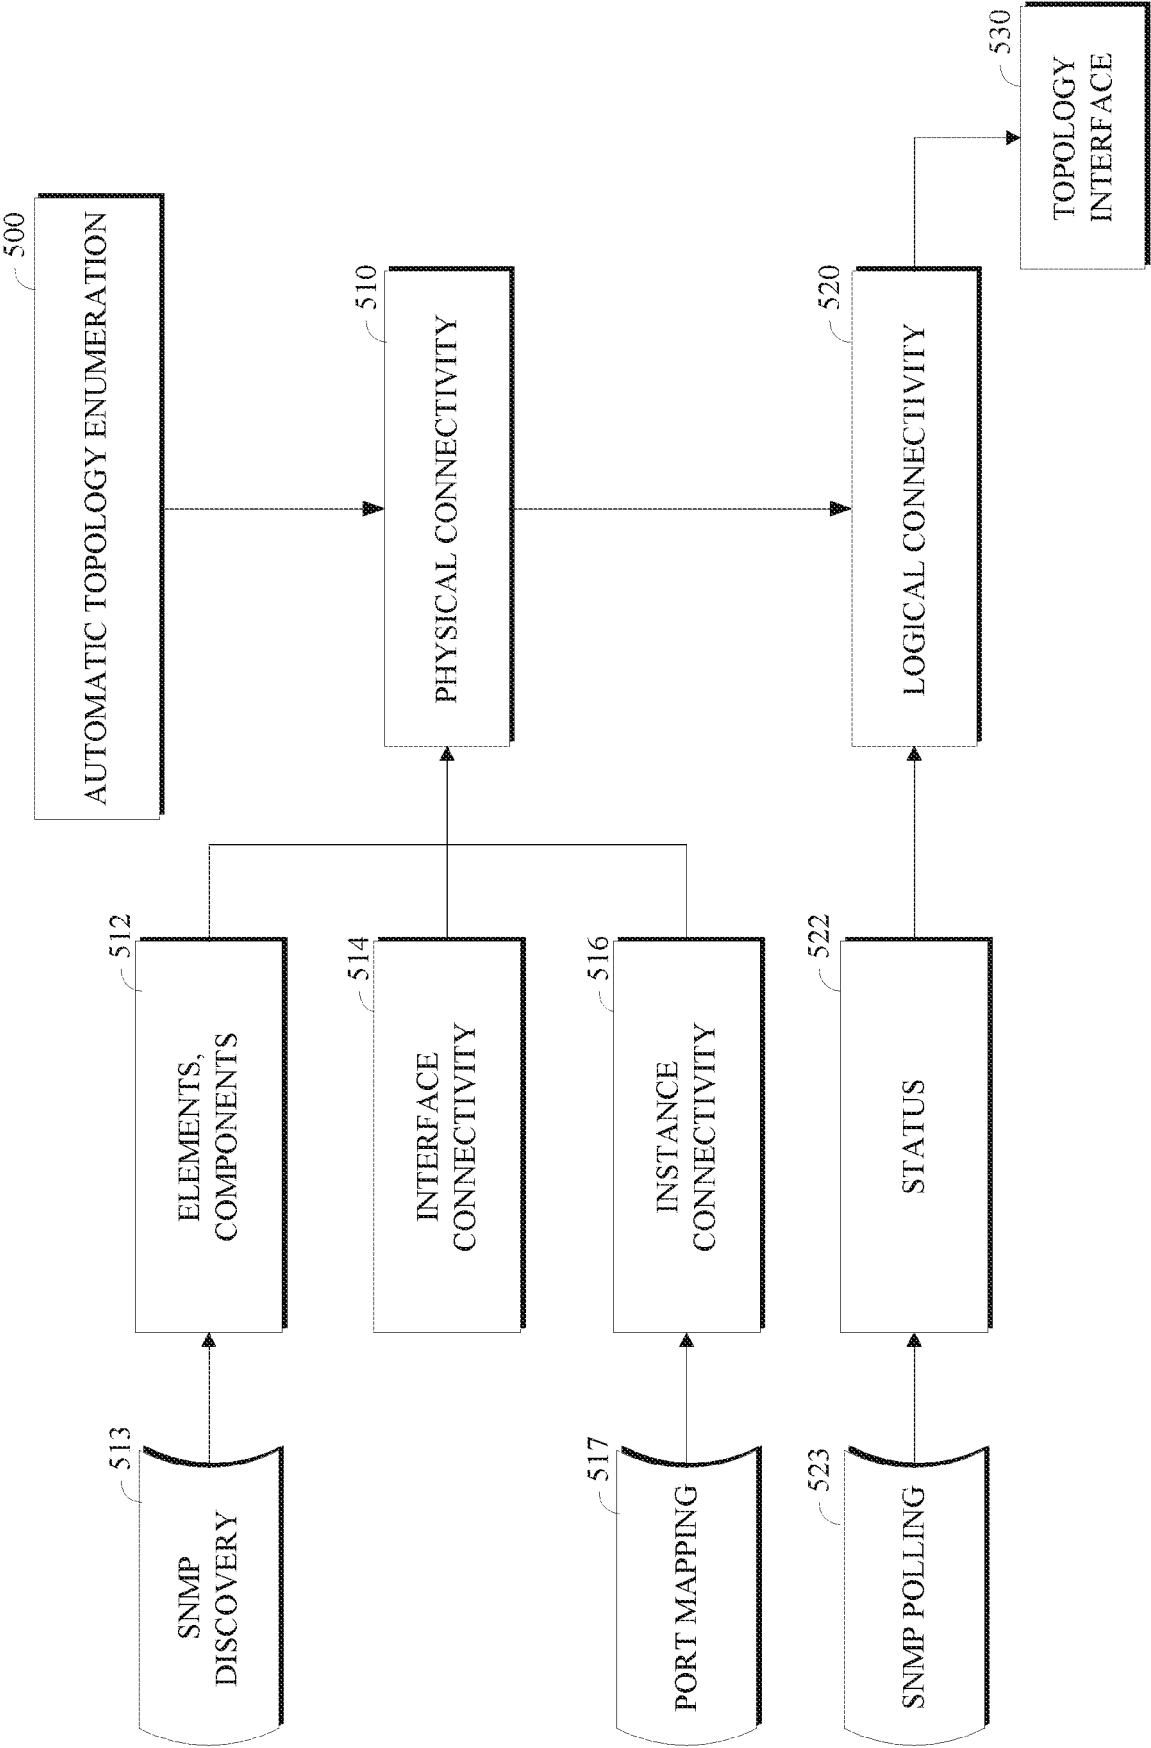 500
AUTOMATIC TOPOLOGY ENUMERATION
513
SNMP
DISCOVERY
512
ELEMENTS,
COMPONENTS
514
INTERFACE
CONNECTIVITY
510
PHYSICAL CONNECTIVITY
517
PORT MAPPING
516
INSTANCE
CONNECTIVITY
523
SNMP POLLING
522
STATUS
520
LOGICAL CONNECTIVITY
530
TOPOLOGY
INTERFACE